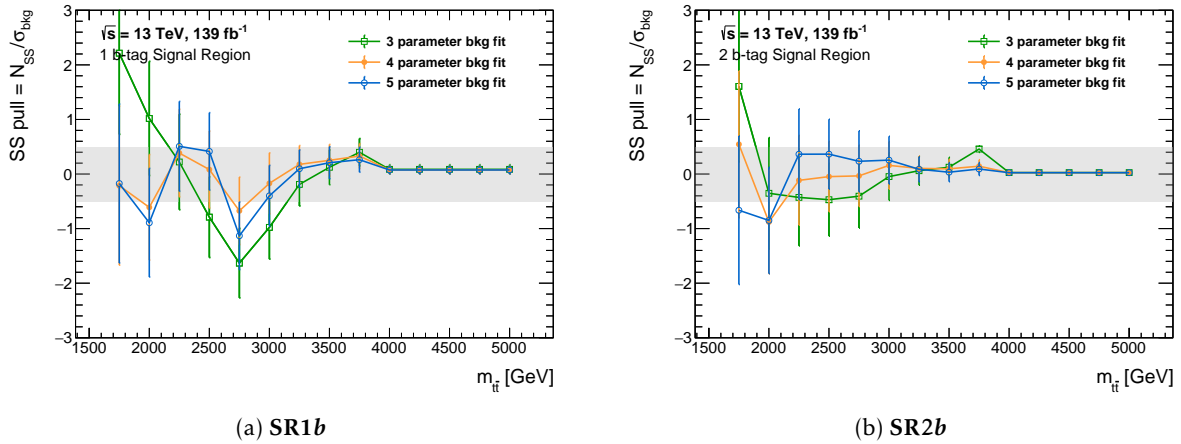 √s = 13 TeV, 139 fb⁻¹
1 b-tag Signal Region
3 parameter bkg fit
4 parameter bkg fit
5 parameter bkg fit
SS pull = N_SS/σ_bkg
3
2
1
0
−1
−2
−3
1500 2000 2500 3000 3500 4000 4500 5000
m_tt̄ [GeV]
(a) SR1b
√s = 13 TeV, 139 fb⁻¹
2 b-tag Signal Region
3 parameter bkg fit
4 parameter bkg fit
5 parameter bkg fit
SS pull = N_SS/σ_bkg
3
2
1
0
−1
−2
−3
1500 2000 2500 3000 3500 4000 4500 5000
m_tt̄ [GeV]
(b) SR2b